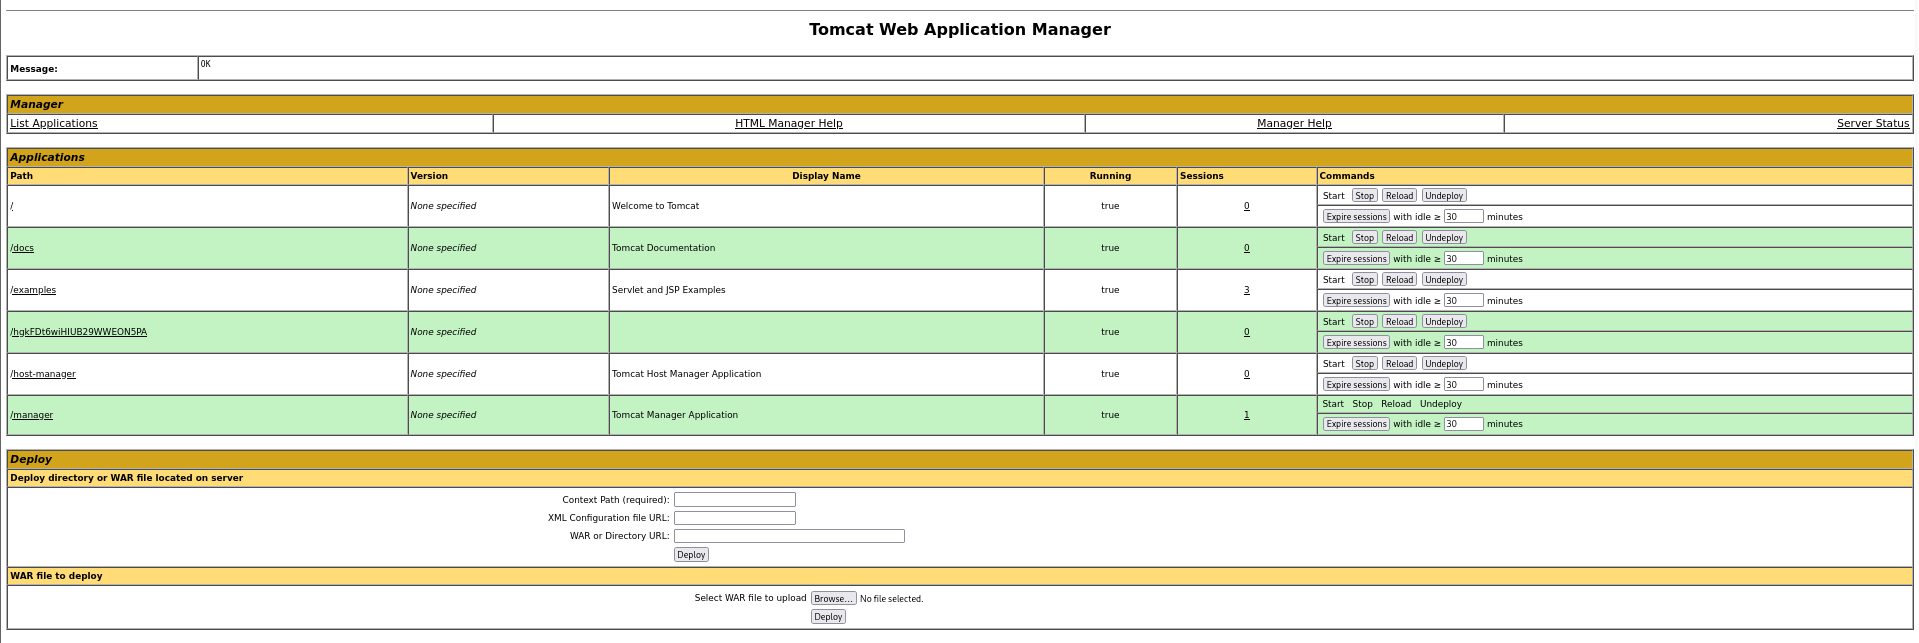 Tomcat Web Application Manager
Message: OK
Manager
List Applications HTML Manager Help Manager Help Server Status
Applications
Path Version Display Name Running Sessions Commands
/ None specified Welcome to Tomcat true 0 Start Stop Reload Undeploy
Expire sessions with idle ≥ 30 minutes
/docs None specified Tomcat Documentation true 0 Start Stop Reload Undeploy
Expire sessions with idle ≥ 30 minutes
/examples None specified Servlet and JSP Examples true 3 Start Stop Reload Undeploy
Expire sessions with idle ≥ 30 minutes
/hgkFDt6wiHIUB29WWEON5PA None specified true 0 Start Stop Reload Undeploy
Expire sessions with idle ≥ 30 minutes
/host-manager None specified Tomcat Host Manager Application true 0 Start Stop Reload Undeploy
Expire sessions with idle ≥ 30 minutes
/manager None specified Tomcat Manager Application true 1 Start Stop Reload Undeploy
Expire sessions with idle ≥ 30 minutes
Deploy
Deploy directory or WAR file located on server
Context Path (required):
XML Configuration file URL:
WAR or Directory URL:
Deploy
WAR file to deploy
Select WAR file to upload Browse... No file selected.
Deploy